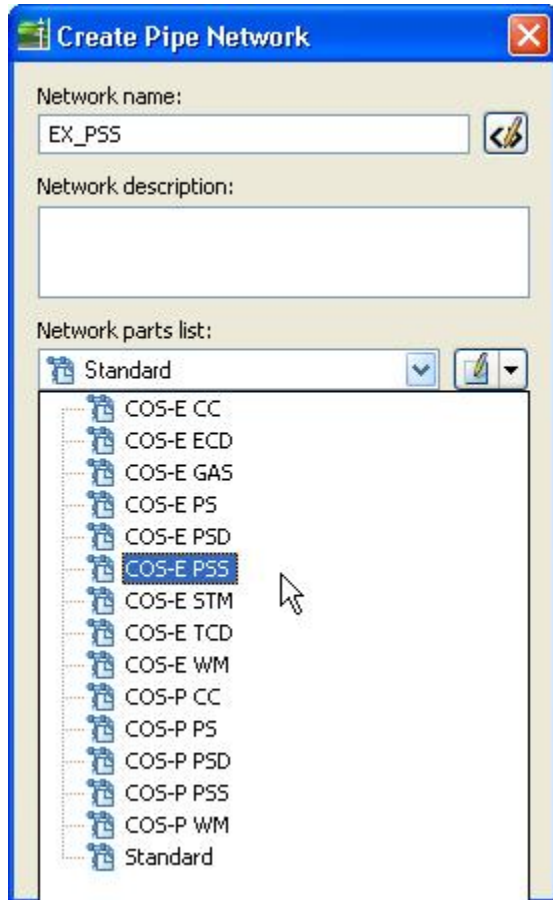 Create Pipe Network
Network name:
EX_PSS
Network description:
Network parts list:
Standard
COS-E CC
COS-E ECD
COS-E GAS
COS-E PS
COS-E PSD
COS-E PSS
COS-E STM
COS-E TCD
COS-E WM
COS-P CC
COS-P PS
COS-P PSD
COS-P PSS
COS-P WM
Standard